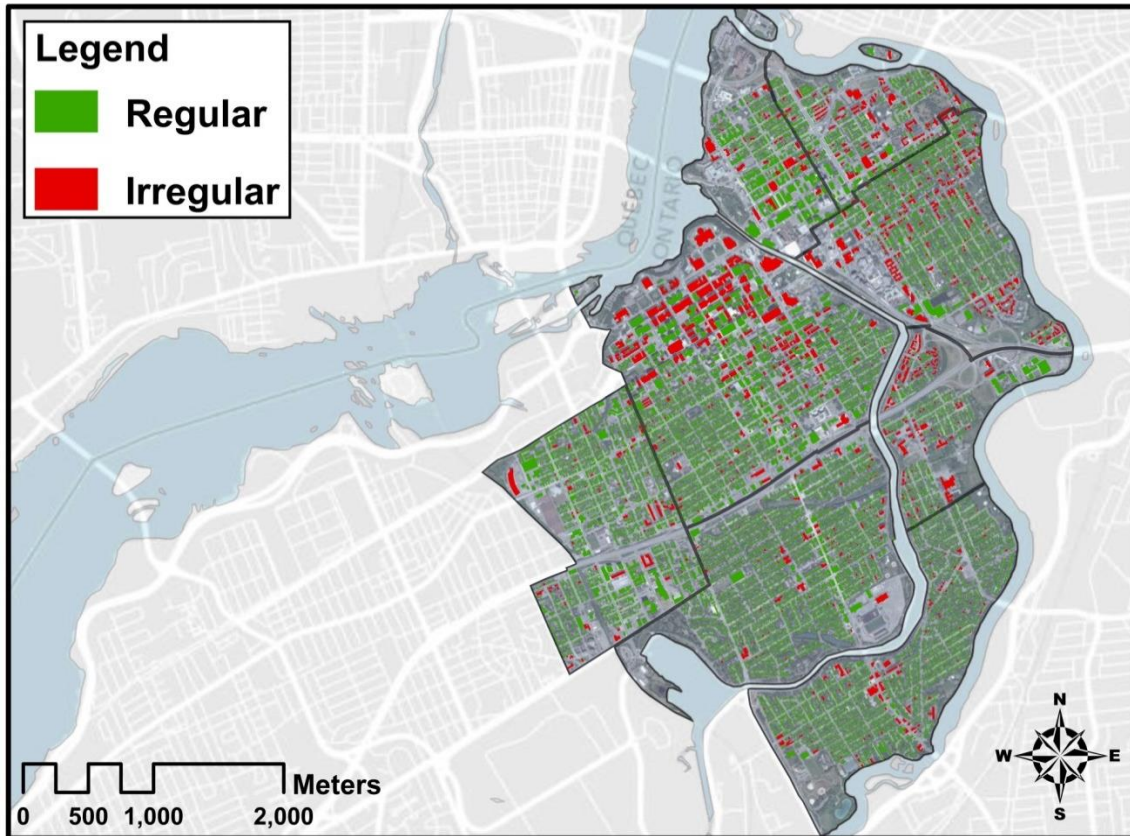 Legend
Regular
Irregular
QUÉBEC
ONTARIO
N
W E
S
Meters
0 500 1,000 2,000